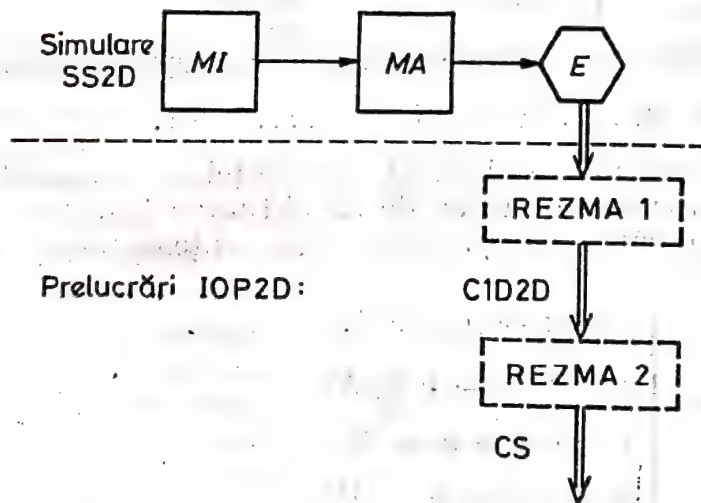 Simulare
SS2D
MI
MA
E
REZMA 1
Prelucrări IOP2D:
C1D2D
REZMA 2
CS